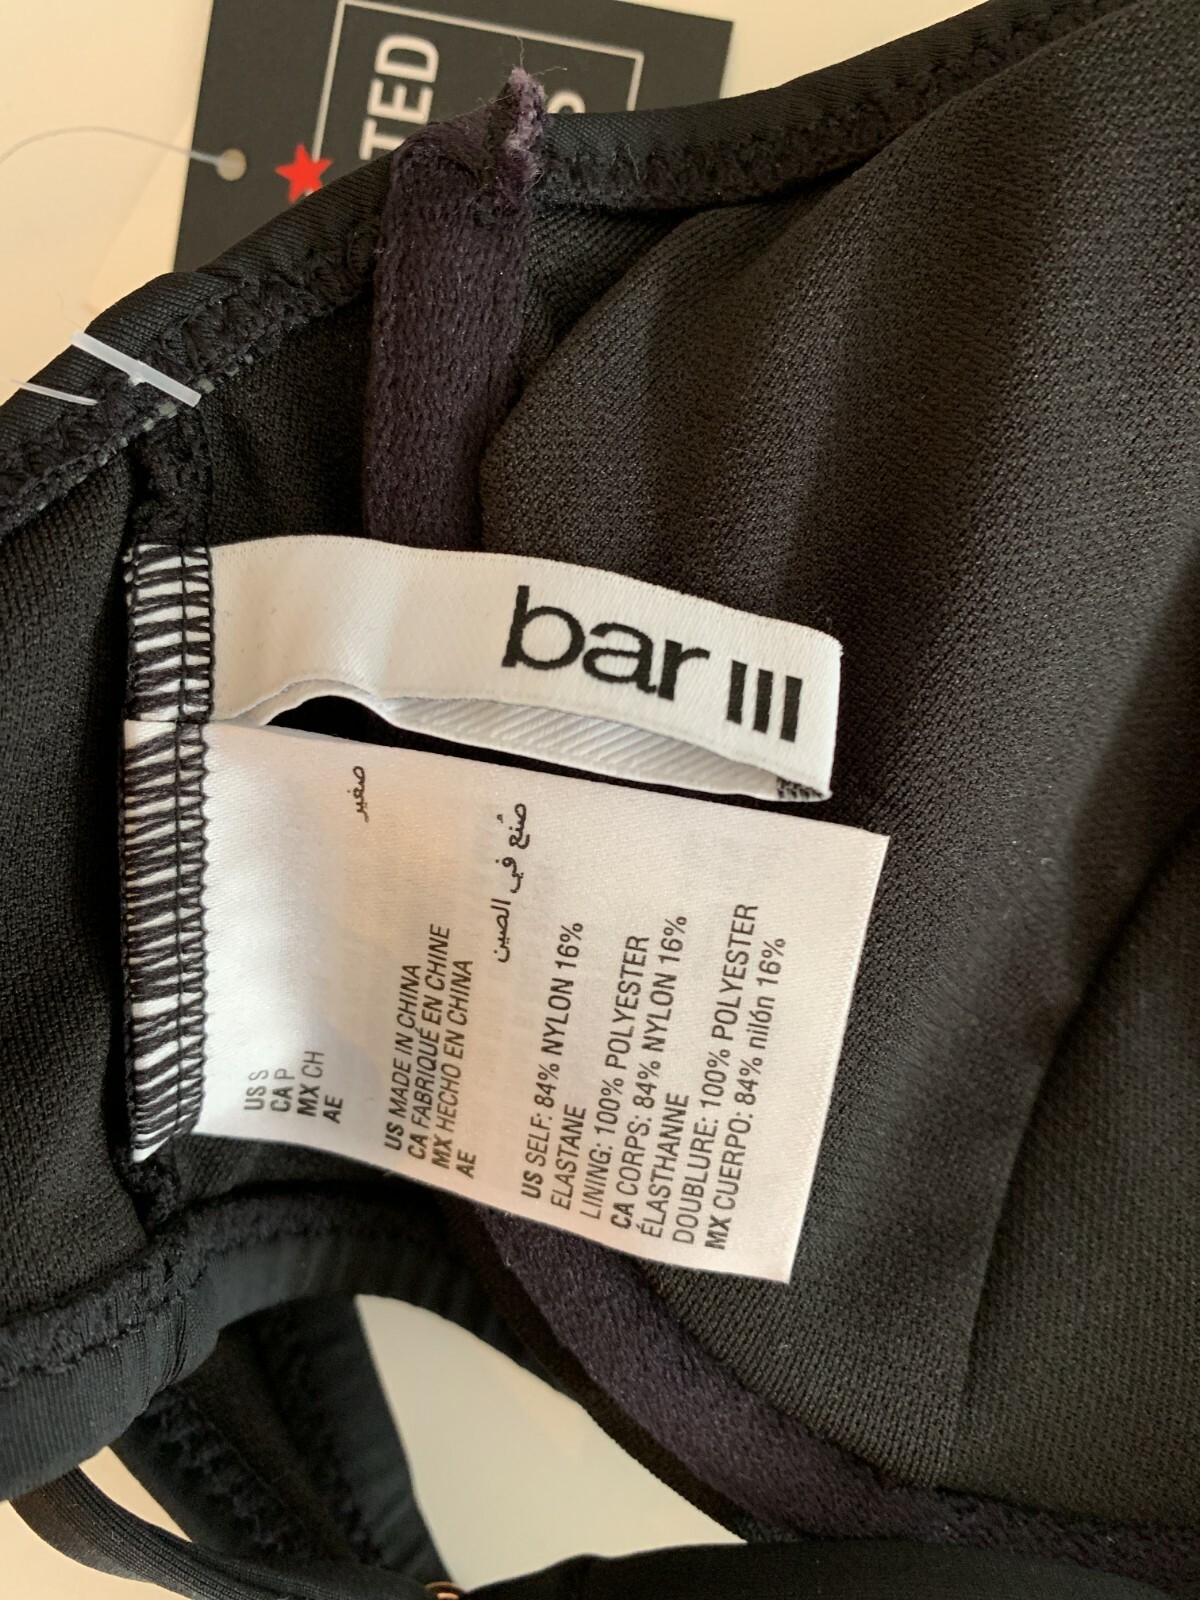 TED
bar III
US S
CA P
MX CH
AE صغير
US MADE IN CHINA
CA FABRIQUÉ EN CHINE
MX HECHO EN CHINA
AE صُنع في الصين
US SELF: 84% NYLON 16%
ELASTANE
LINING: 100% POLYESTER
CA CORPS: 84% NYLON 16%
ÉLASTHANNE
DOUBLURE: 100% POLYESTER
MX CUERPO: 84% nilón 16%